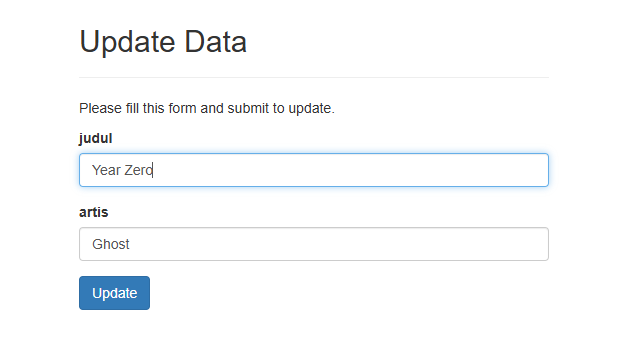 Update Data
Please fill this form and submit to update.
judul
Year Zero
artis
Ghost
Update